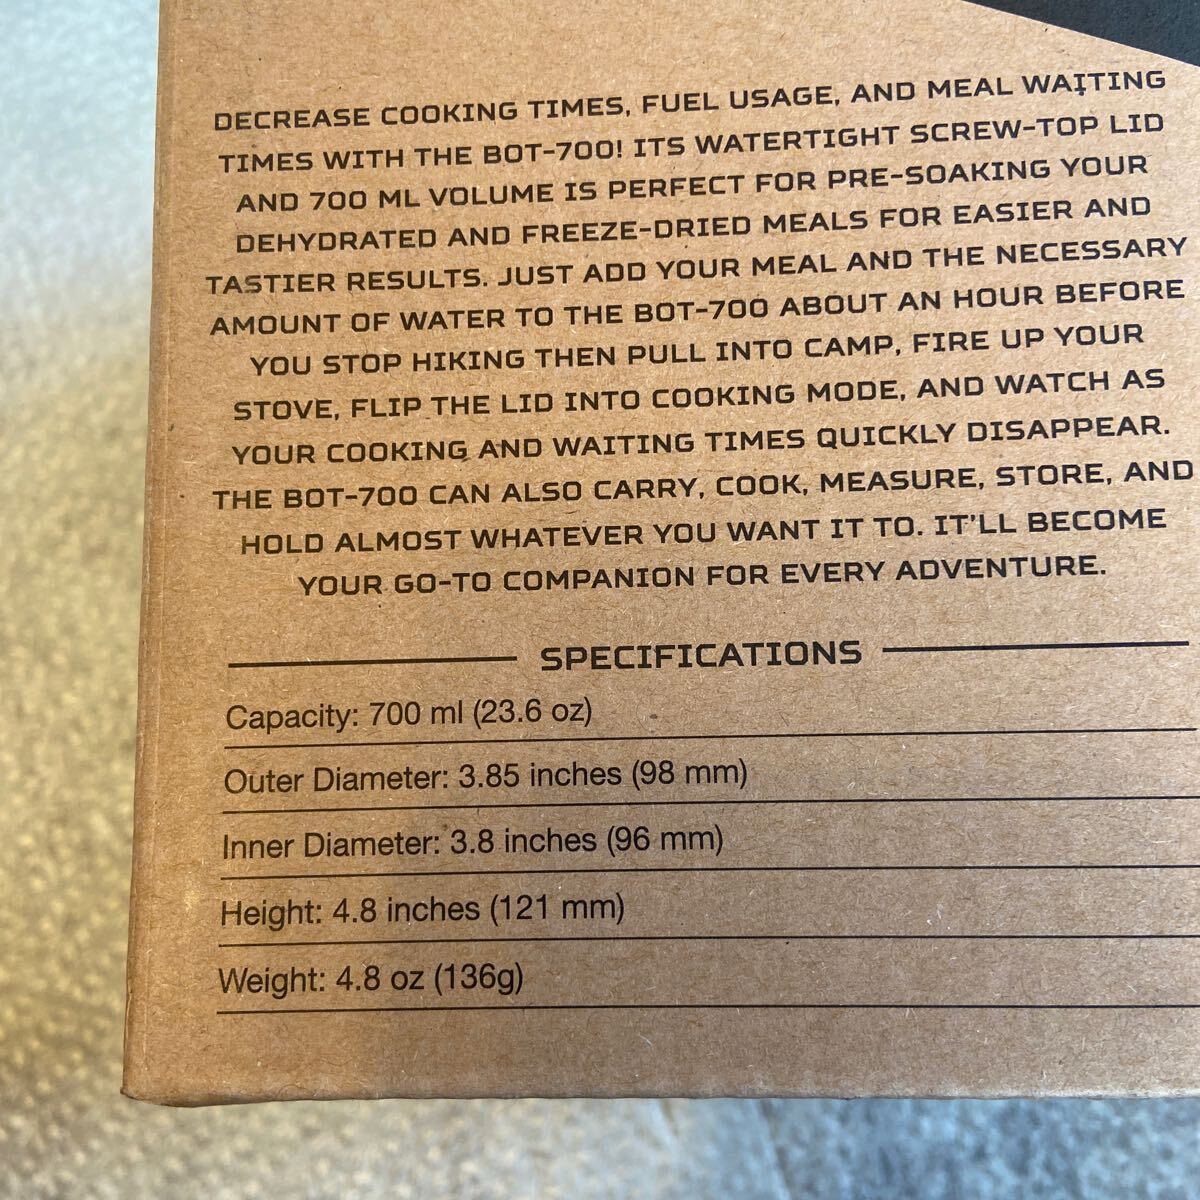 DECREASE COOKING TIMES, FUEL USAGE, AND MEAL WAITING
TIMES WITH THE BOT-700! ITS WATERTIGHT SCREW-TOP LID
AND 700 ML VOLUME IS PERFECT FOR PRE-SOAKING YOUR
DEHYDRATED AND FREEZE-DRIED MEALS FOR EASIER AND
TASTIER RESULTS. JUST ADD YOUR MEAL AND THE NECESSARY
AMOUNT OF WATER TO THE BOT-700 ABOUT AN HOUR BEFORE
YOU STOP HIKING THEN PULL INTO CAMP, FIRE UP YOUR
STOVE, FLIP THE LID INTO COOKING MODE, AND WATCH AS
YOUR COOKING AND WAITING TIMES QUICKLY DISAPPEAR.
THE BOT-700 CAN ALSO CARRY, COOK, MEASURE, STORE, AND
HOLD ALMOST WHATEVER YOU WANT IT TO. IT'LL BECOME
YOUR GO-TO COMPANION FOR EVERY ADVENTURE.
SPECIFICATIONS
Capacity: 700 ml (23.6 oz)
Outer Diameter: 3.85 inches (98 mm)
Inner Diameter: 3.8 inches (96 mm)
Height: 4.8 inches (121 mm)
Weight: 4.8 oz (136g)